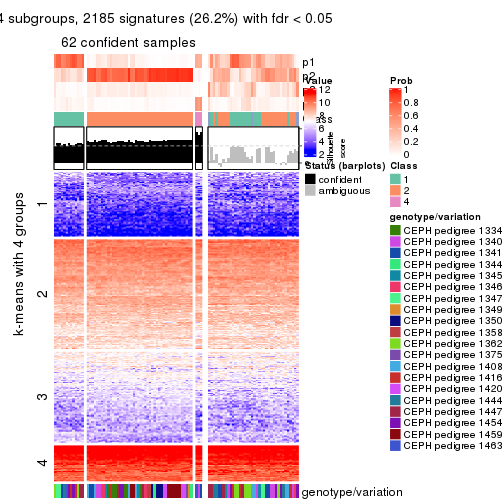 4 subgroups, 2185 signatures (26.2%) with fdr < 0.05
62 confident samples
p1
p2
Value
12
10
8
6
4
2
Prob
1
0.8
0.6
0.4
0.2
0
Class
silhouette
score
Status (barplots)
confident
ambiguous
Class
1
2
4
genotype/variation
CEPH pedigree 1334
CEPH pedigree 1340
CEPH pedigree 1341
CEPH pedigree 1344
CEPH pedigree 1345
CEPH pedigree 1346
CEPH pedigree 1347
CEPH pedigree 1349
CEPH pedigree 1350
CEPH pedigree 1358
CEPH pedigree 1362
CEPH pedigree 1375
CEPH pedigree 1408
CEPH pedigree 1416
CEPH pedigree 1420
CEPH pedigree 1444
CEPH pedigree 1447
CEPH pedigree 1454
CEPH pedigree 1459
CEPH pedigree 1463
k-means with 4 groups
1
2
3
4
genotype/variation